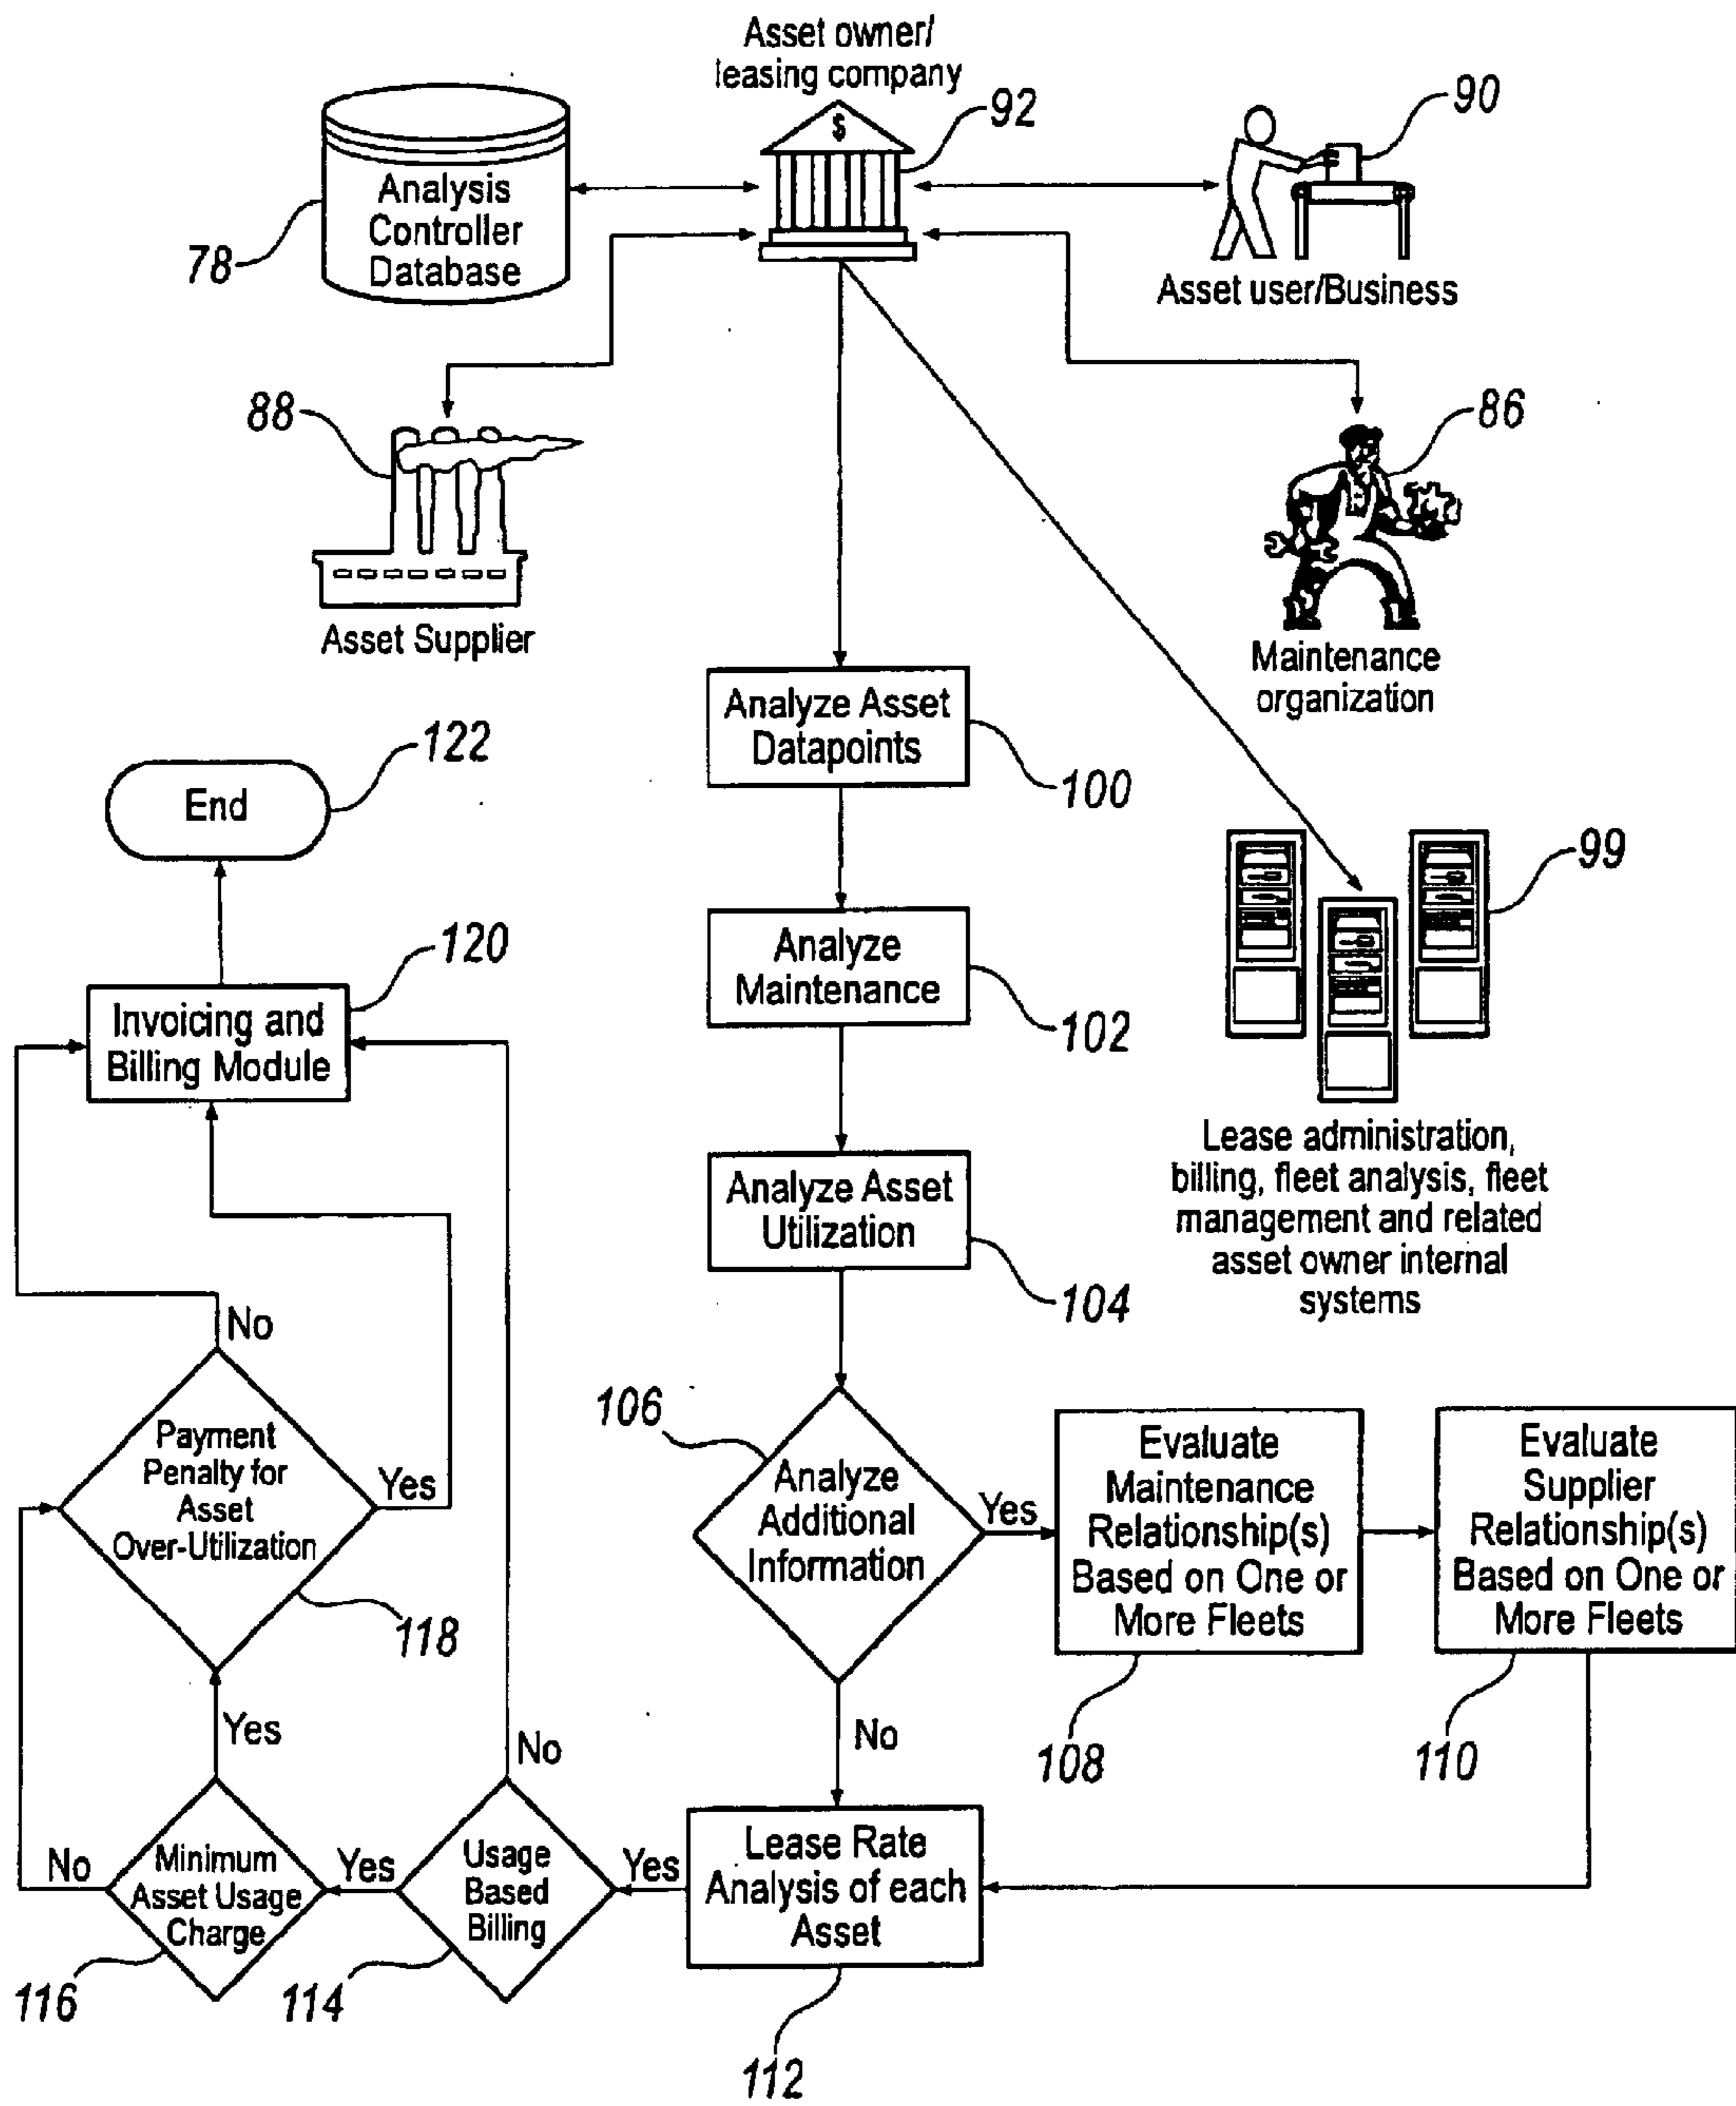 Asset owner/
leasing company
92
90
Analysis
Controller
Database
78
$
Asset user/Business
88
86
Asset Supplier
Maintenance
organization
Analyze Asset
Datapoints
100
122
End
99
Analyze
Maintenance
102
120
Invoicing and
Billing Module
Lease administration,
billing, fleet analysis, fleet
management and related
asset owner internal
systems
Analyze Asset
Utilization
104
No
Payment
Penalty for
Asset
Over-Utilization
Yes
118
106
Analyze
Additional
Information
Yes
Evaluate
Maintenance
Relationship(s)
Based on One or
More Fleets
108
Evaluate
Supplier
Relationship(s)
Based on One or
More Fleets
110
Yes
No
No
No
Minimum
Asset Usage
Charge
116
Yes
Usage
Based
Billing
114
Yes
Lease Rate
Analysis of each
Asset
112